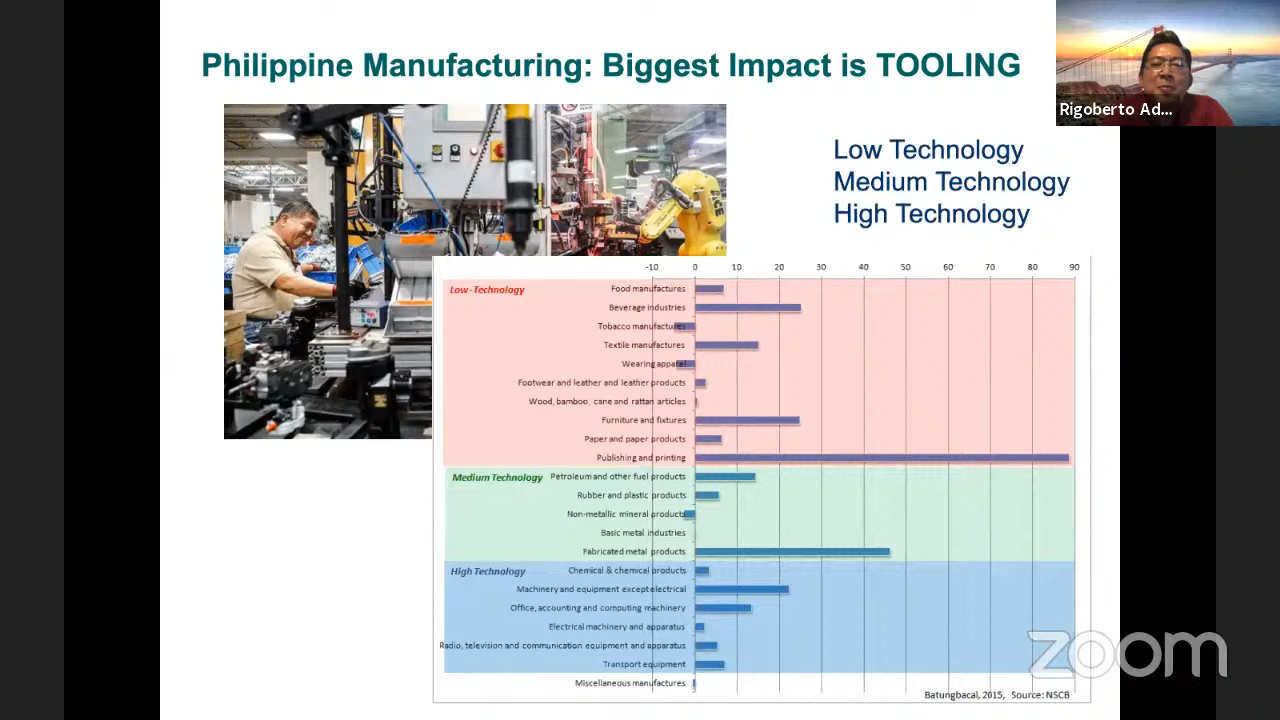 Philippine Manufacturing: Biggest Impact is TOOLING
Rigoberto Ad...
Low Technology
Medium Technology
High Technology
-10 0 10 20 30 40 50 60 70 80 90
Low-Technology
Food manufactures
Beverage industries
Tobacco manufactures
Textile manufactures
Wearing apparel
Footwear and leather and leather products
Wood, bamboo, cane and rattan articles
Furniture and fixtures
Paper and paper products
Publishing and printing
Medium Technology
Petroleum and other fuel products
Rubber and plastic products
Non-metallic mineral products
Basic metal industries
Fabricated metal products
High Technology
Chemical & chemical products
Machinery and equipment except electrical
Office, accounting and computing machinery
Electrical machinery and apparatus
Radio, television and communication equipment and apparatus
Transport equipment
Miscellaneous manufactures
Batungbacal, 2015, Source: NSCB
zoom